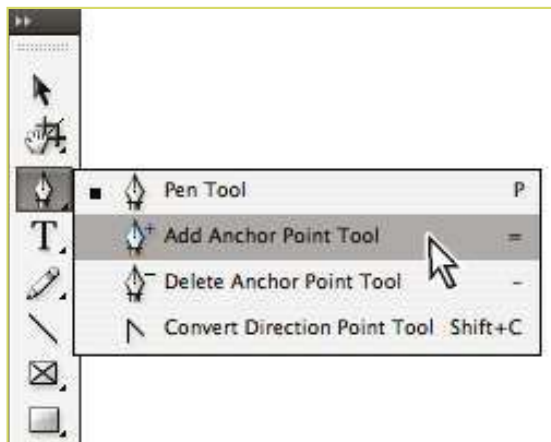 Pen Tool P
Add Anchor Point Tool =
Delete Anchor Point Tool -
Convert Direction Point Tool Shift+C